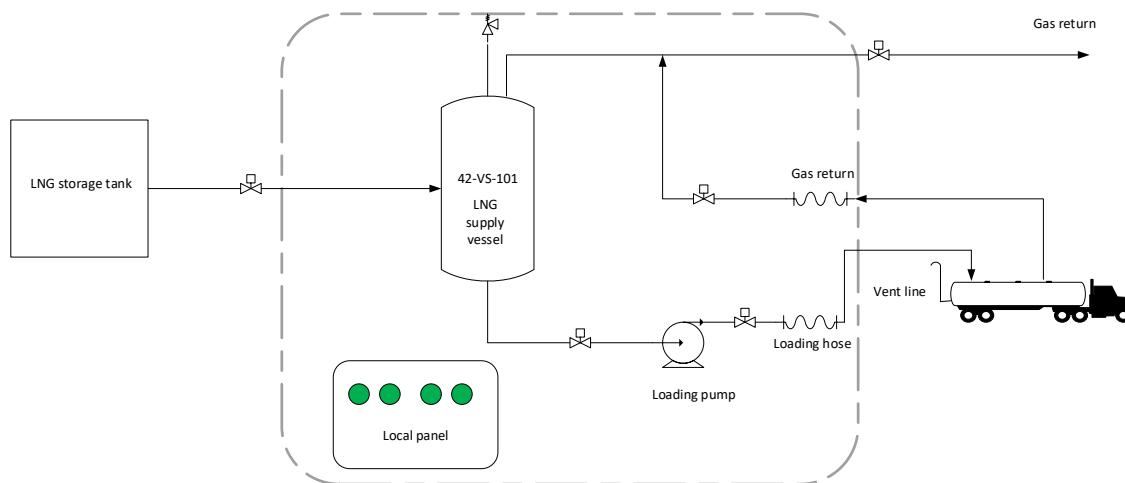 Gas return
LNG storage tank
42-VS-101
LNG
supply
vessel
Gas return
Vent line
Loading hose
Loading pump
Local panel